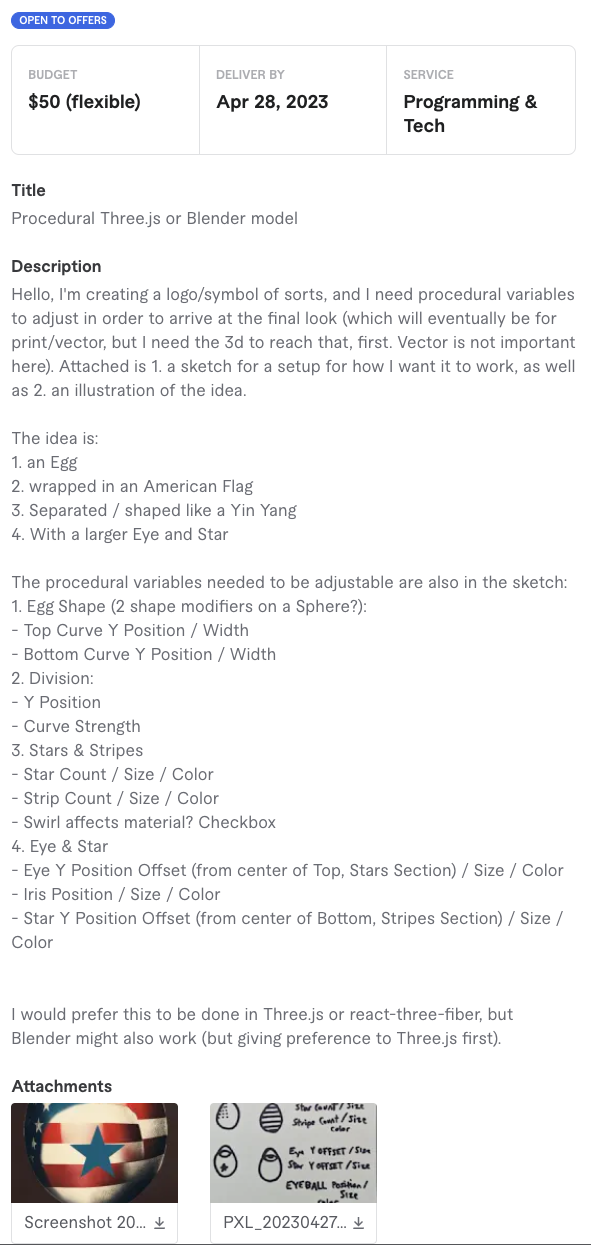 OPEN TO OFFERS
BUDGET
$50 (flexible)
DELIVER BY
Apr 28, 2023
SERVICE
Programming &
Tech
Title
Procedural Three.js or Blender model
Description
Hello, I'm creating a logo/symbol of sorts, and I need procedural variables
to adjust in order to arrive at the final look (which will eventually be for
print/vector, but I need the 3d to reach that, first. Vector is not important
here). Attached is 1. a sketch for a setup for how I want it to work, as well
as 2. an illustration of the idea.
The idea is:
1. an Egg
2. wrapped in an American Flag
3. Separated / shaped like a Yin Yang
4. With a larger Eye and Star
The procedural variables needed to be adjustable are also in the sketch:
1. Egg Shape (2 shape modifiers on a Sphere?):
- Top Curve Y Position / Width
- Bottom Curve Y Position / Width
2. Division:
- Y Position
- Curve Strength
3. Stars & Stripes
- Star Count / Size / Color
- Strip Count / Size / Color
- Swirl affects material? Checkbox
4. Eye & Star
- Eye Y Position Offset (from center of Top, Stars Section) / Size / Color
- Iris Position / Size / Color
- Star Y Position Offset (from center of Bottom, Stripes Section) / Size /
Color
I would prefer this to be done in Three.js or react-three-fiber, but
Blender might also work (but giving preference to Three.js first).
Attachments
Star Count / Size
Stripe Count / Size
Color
Eye Y OFFSET / Size
Star Y OFFSET / Size
EYEBALL Position /
Size
Color
Screenshot 20...
PXL_20230427...